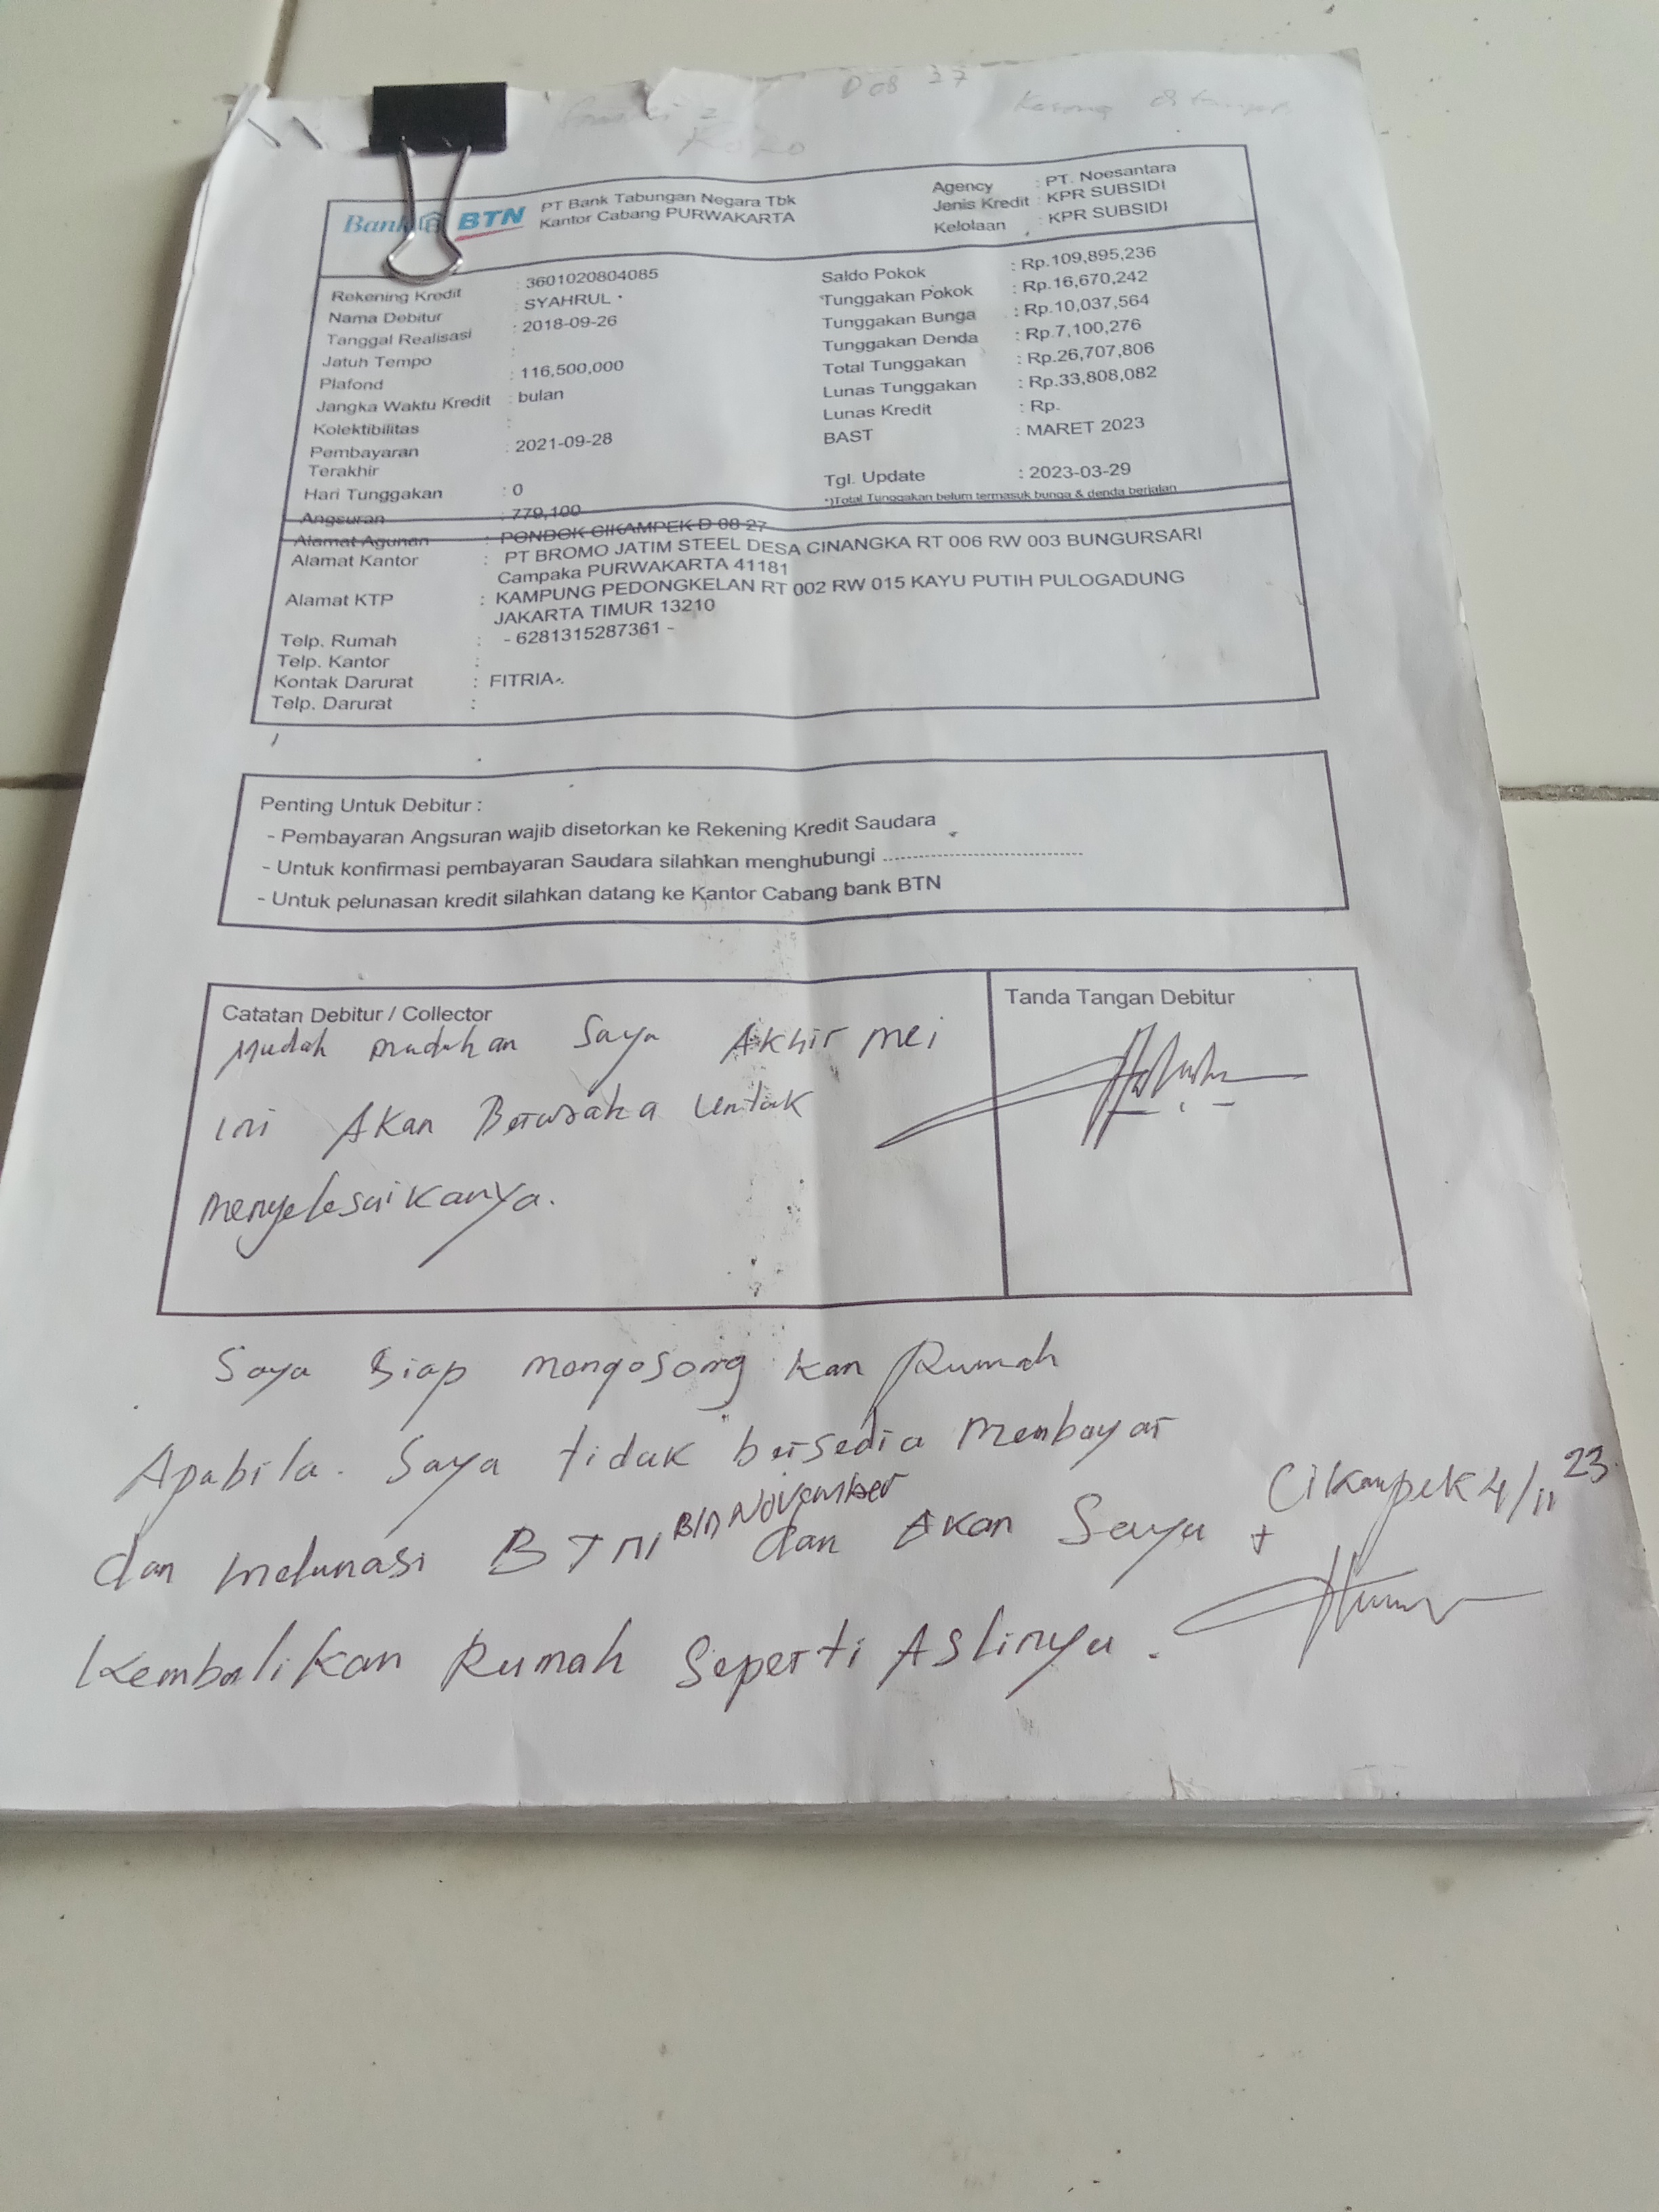 D 08 27
Kosong di tempati
Bank BTN
PT Bank Tabungan Negara Tbk
Kantor Cabang PURWAKARTA
Agency : PT. Noesantara
Jenis Kredit : KPR SUBSIDI
Kelolaan : KPR SUBSIDI
Rekening Kredit : 3601020804085
Nama Debitur : SYAHRUL
Tanggal Realisasi : 2018-09-26
Jatuh Tempo :
Plafond : 116,500,000
Jangka Waktu Kredit : bulan
Kolektibilitas :
Pembayaran Terakhir : 2021-09-28
Hari Tunggakan : 0
Angsuran : 779,100
Saldo Pokok : Rp.109,895,236
Tunggakan Pokok : Rp.16,670,242
Tunggakan Bunga : Rp.10,037,564
Tunggakan Denda : Rp.7,100,276
Total Tunggakan : Rp.26,707,806
Lunas Tunggakan : Rp.33,808,082
Lunas Kredit : Rp.
BAST : MARET 2023
Tgl. Update : 2023-03-29
*)Total Tunggakan belum termasuk bunga & denda berjalan
Alamat Agunan : PONDOK CIKAMPEK D 08 27
Alamat Kantor : PT BROMO JATIM STEEL DESA CINANGKA RT 006 RW 003 BUNGURSARI
Campaka PURWAKARTA 41181
Alamat KTP : KAMPUNG PEDONGKELAN RT 002 RW 015 KAYU PUTIH PULOGADUNG
JAKARTA TIMUR 13210
Telp. Rumah : - 6281315287361 -
Telp. Kantor :
Kontak Darurat : FITRIA
Telp. Darurat :
Penting Untuk Debitur :
- Pembayaran Angsuran wajib disetorkan ke Rekening Kredit Saudara
- Untuk konfirmasi pembayaran Saudara silahkan menghubungi ..............................
- Untuk pelunasan kredit silahkan datang ke Kantor Cabang bank BTN
Catatan Debitur / Collector
Tanda Tangan Debitur
Mudah mudahan Saya Akhir mei
ini Akan Berusaha Untuk
menyelesaikanya.
Saya Siap mengosong kan Rumah
Apabila. Saya tidak bersedia Membayar
dan melunasi BTN Bln November dan Akan Saya
Kembalikan Rumah Seperti Aslinya.
Cikampek 4/11 23